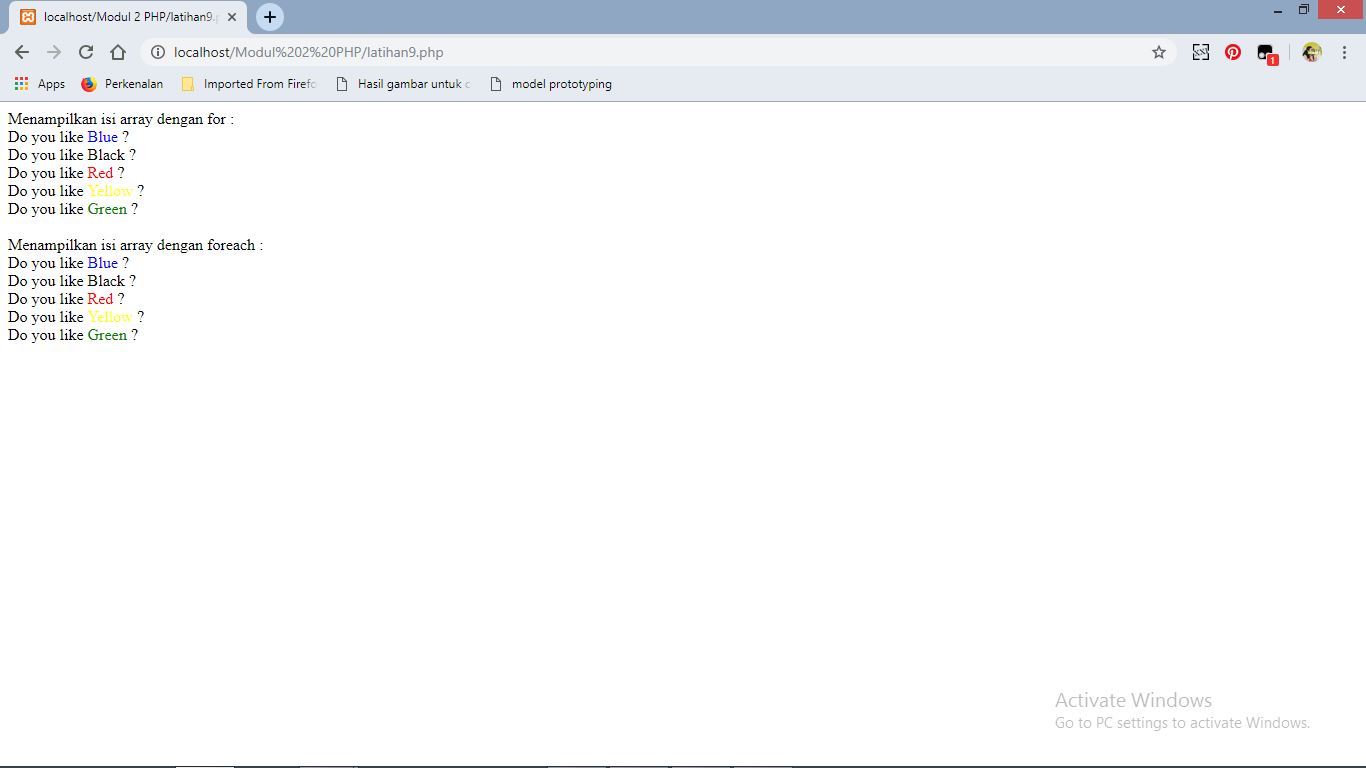 localhost/Modul 2 PHP/latihan9.p
localhost/Modul%202%20PHP/latihan9.php
1
Apps Perkenalan Imported From Firefo Hasil gambar untuk c model prototyping
Menampilkan isi array dengan for :
Do you like Blue ?
Do you like Black ?
Do you like Red ?
Do you like Yellow ?
Do you like Green ?
Menampilkan isi array dengan foreach :
Do you like Blue ?
Do you like Black ?
Do you like Red ?
Do you like Yellow ?
Do you like Green ?
Activate Windows
Go to PC settings to activate Windows.